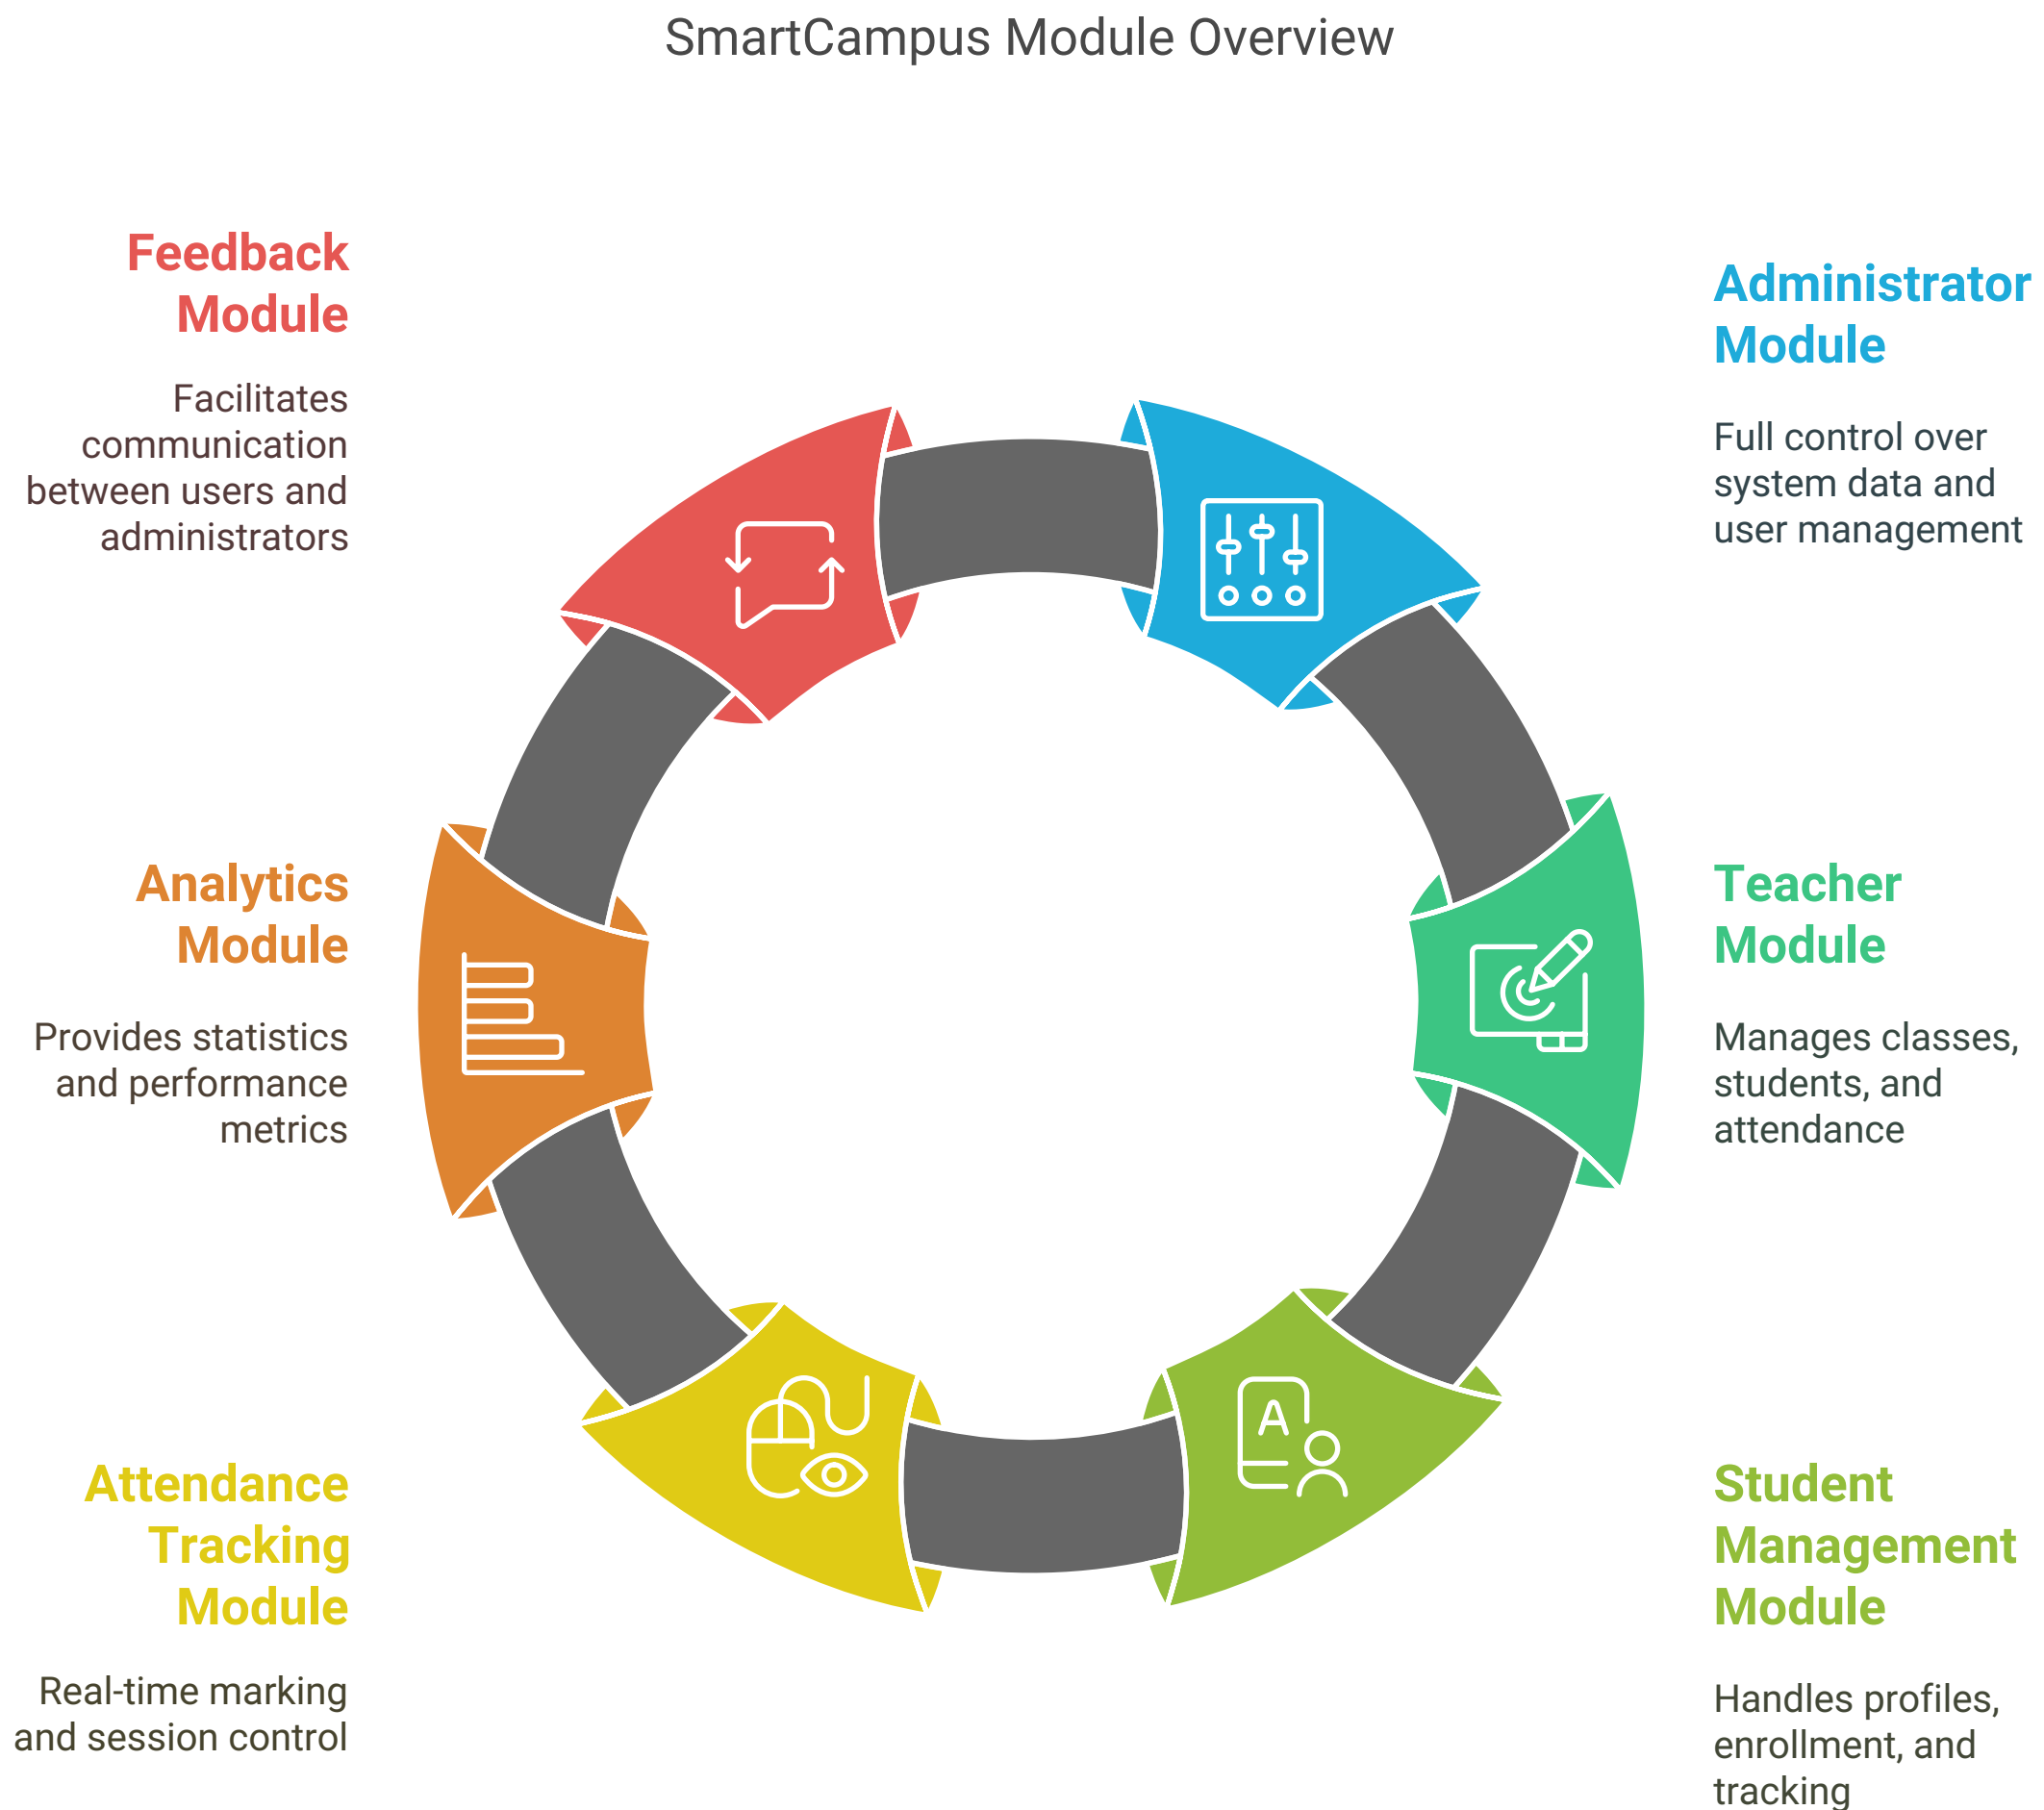 SmartCampus Module Overview
Feedback
Module
Facilitates
communication
between users and
administrators
Administrator
Module
Full control over
system data and
user management
Analytics
Module
Provides statistics
and performance
metrics
Teacher
Module
Manages classes,
students, and
attendance
Attendance
Tracking
Module
Real-time marking
and session control
A
Student
Management
Module
Handles profiles,
enrollment, and
tracking